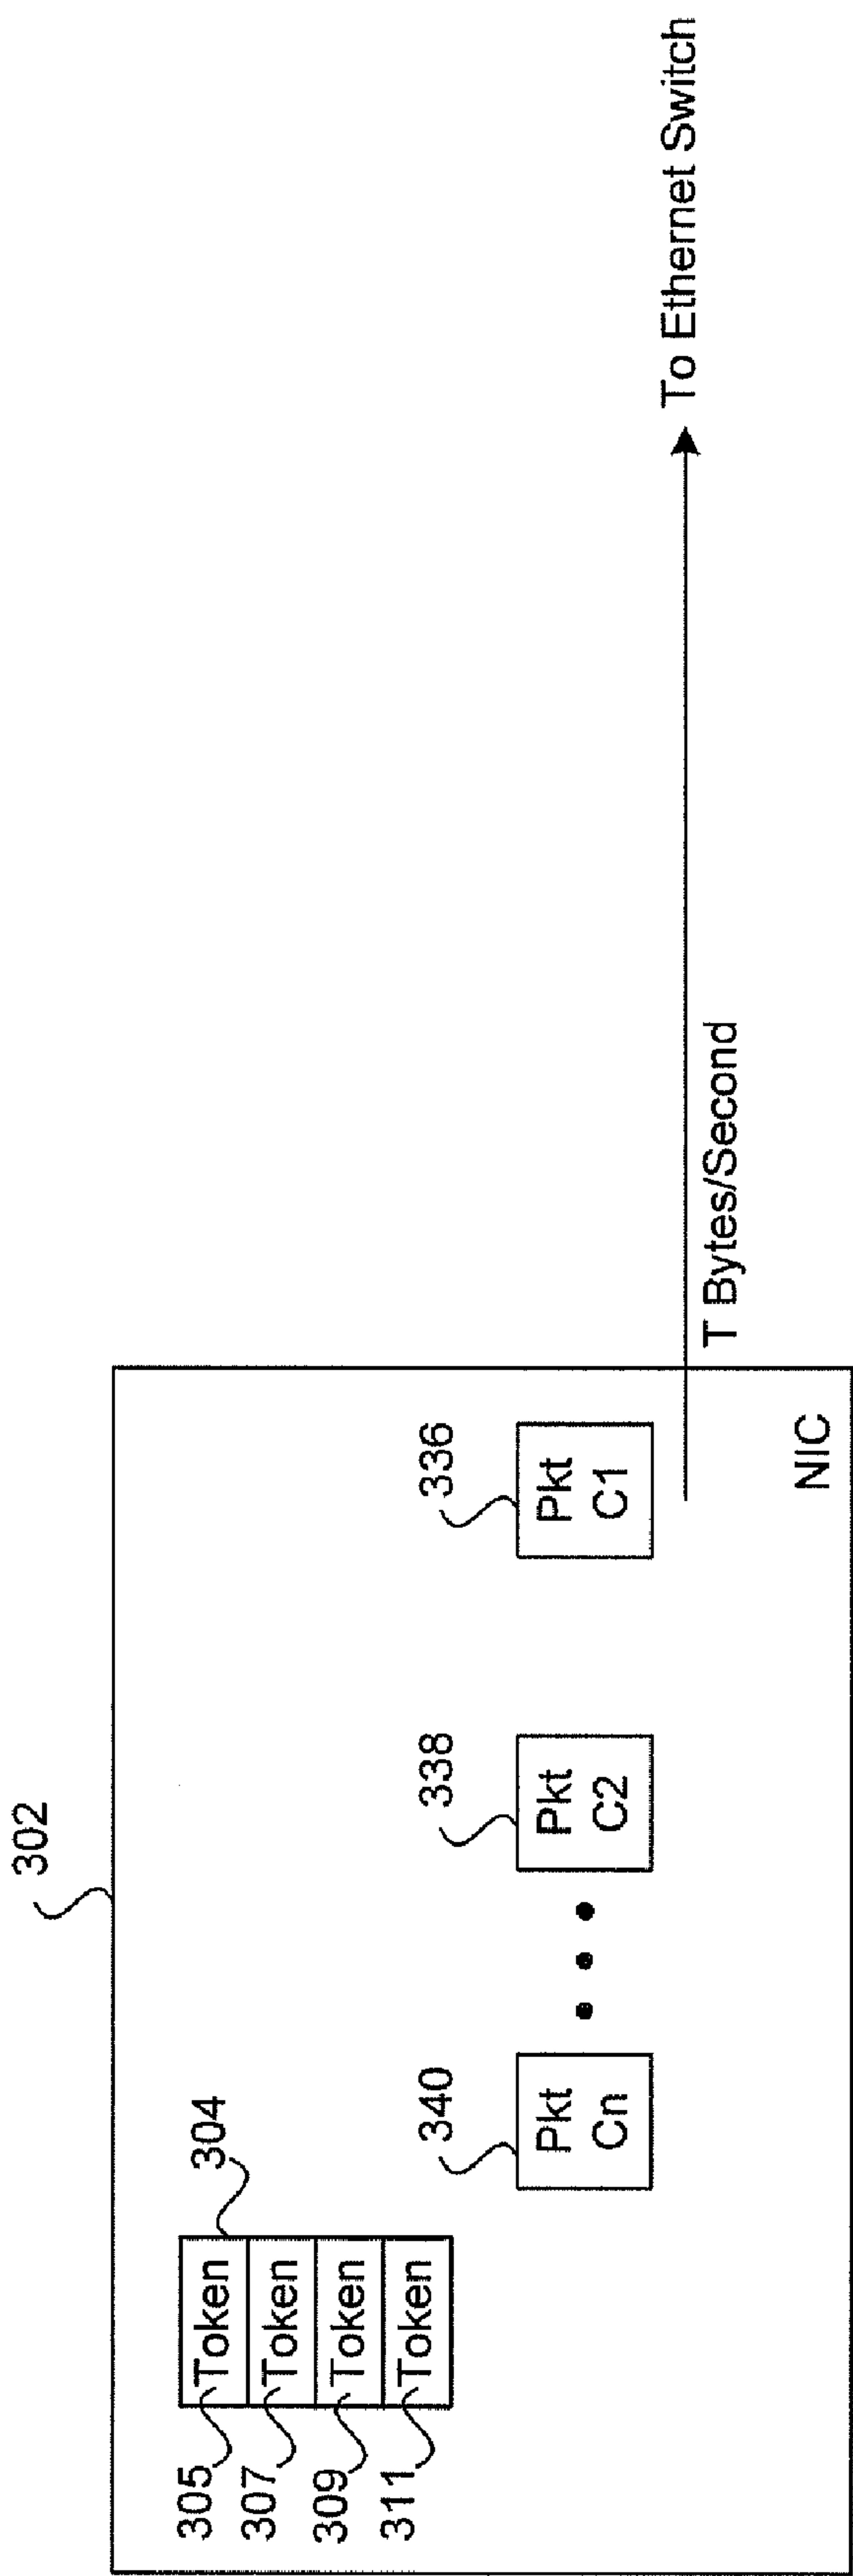 302
304
305 Token
307 Token
309 Token
311 Token
340
338
336
Pkt Cn
Pkt C2
Pkt C1
To Ethernet Switch
T Bytes/Second
NIC